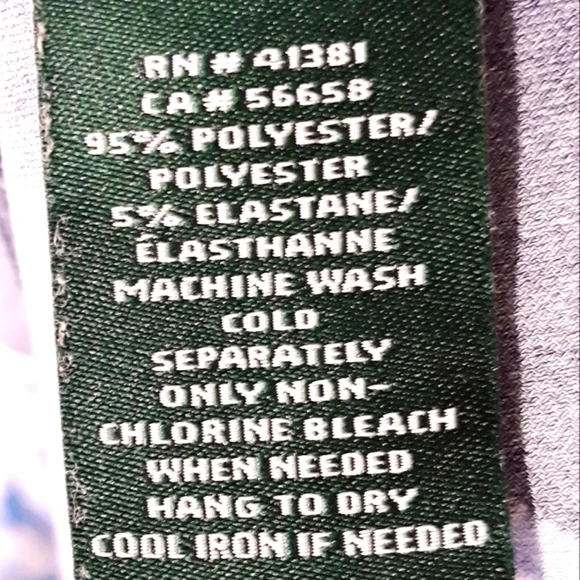 RN # 41381
CA # 56658
95% POLYESTER/
POLYESTER
5% ELASTANE/
ÉLASTHANNE
MACHINE WASH
COLD
SEPARATELY
ONLY NON-
CHLORINE BLEACH
WHEN NEEDED
HANG TO DRY
COOL IRON IF NEEDED